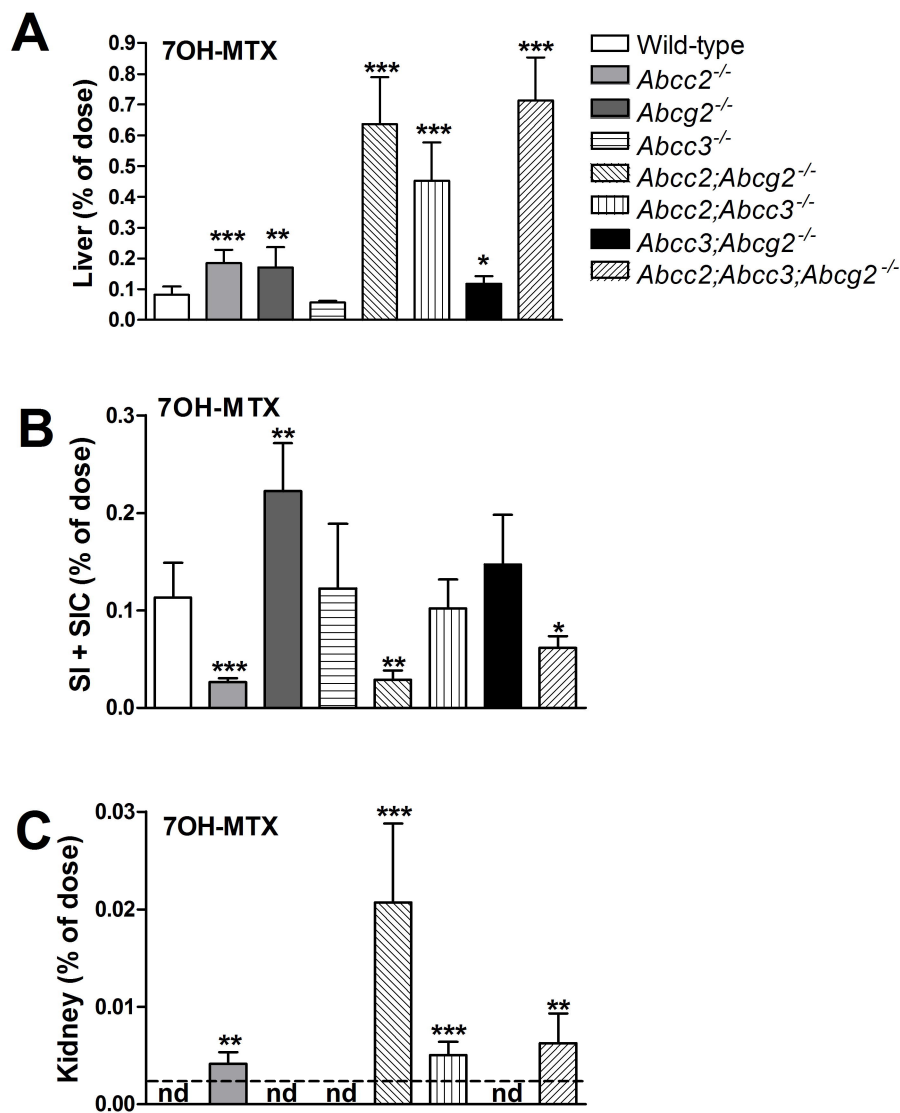 A
7OH-MTX
Liver (% of dose)
0.9
0.8
0.7
0.6
0.5
0.4
0.3
0.2
0.1
0.0
***
**
***
***
*
***
Wild-type
Abcc2-/-
Abcg2-/-
Abcc3-/-
Abcc2;Abcg2-/-
Abcc2;Abcc3-/-
Abcc3;Abcg2-/-
Abcc2;Abcc3;Abcg2-/-
B
7OH-MTX
SI + SIC (% of dose)
0.3
0.2
0.1
0.0
***
**
**
*
C
7OH-MTX
Kidney (% of dose)
0.03
0.02
0.01
0.00
**
***
***
**
nd
nd
nd
nd